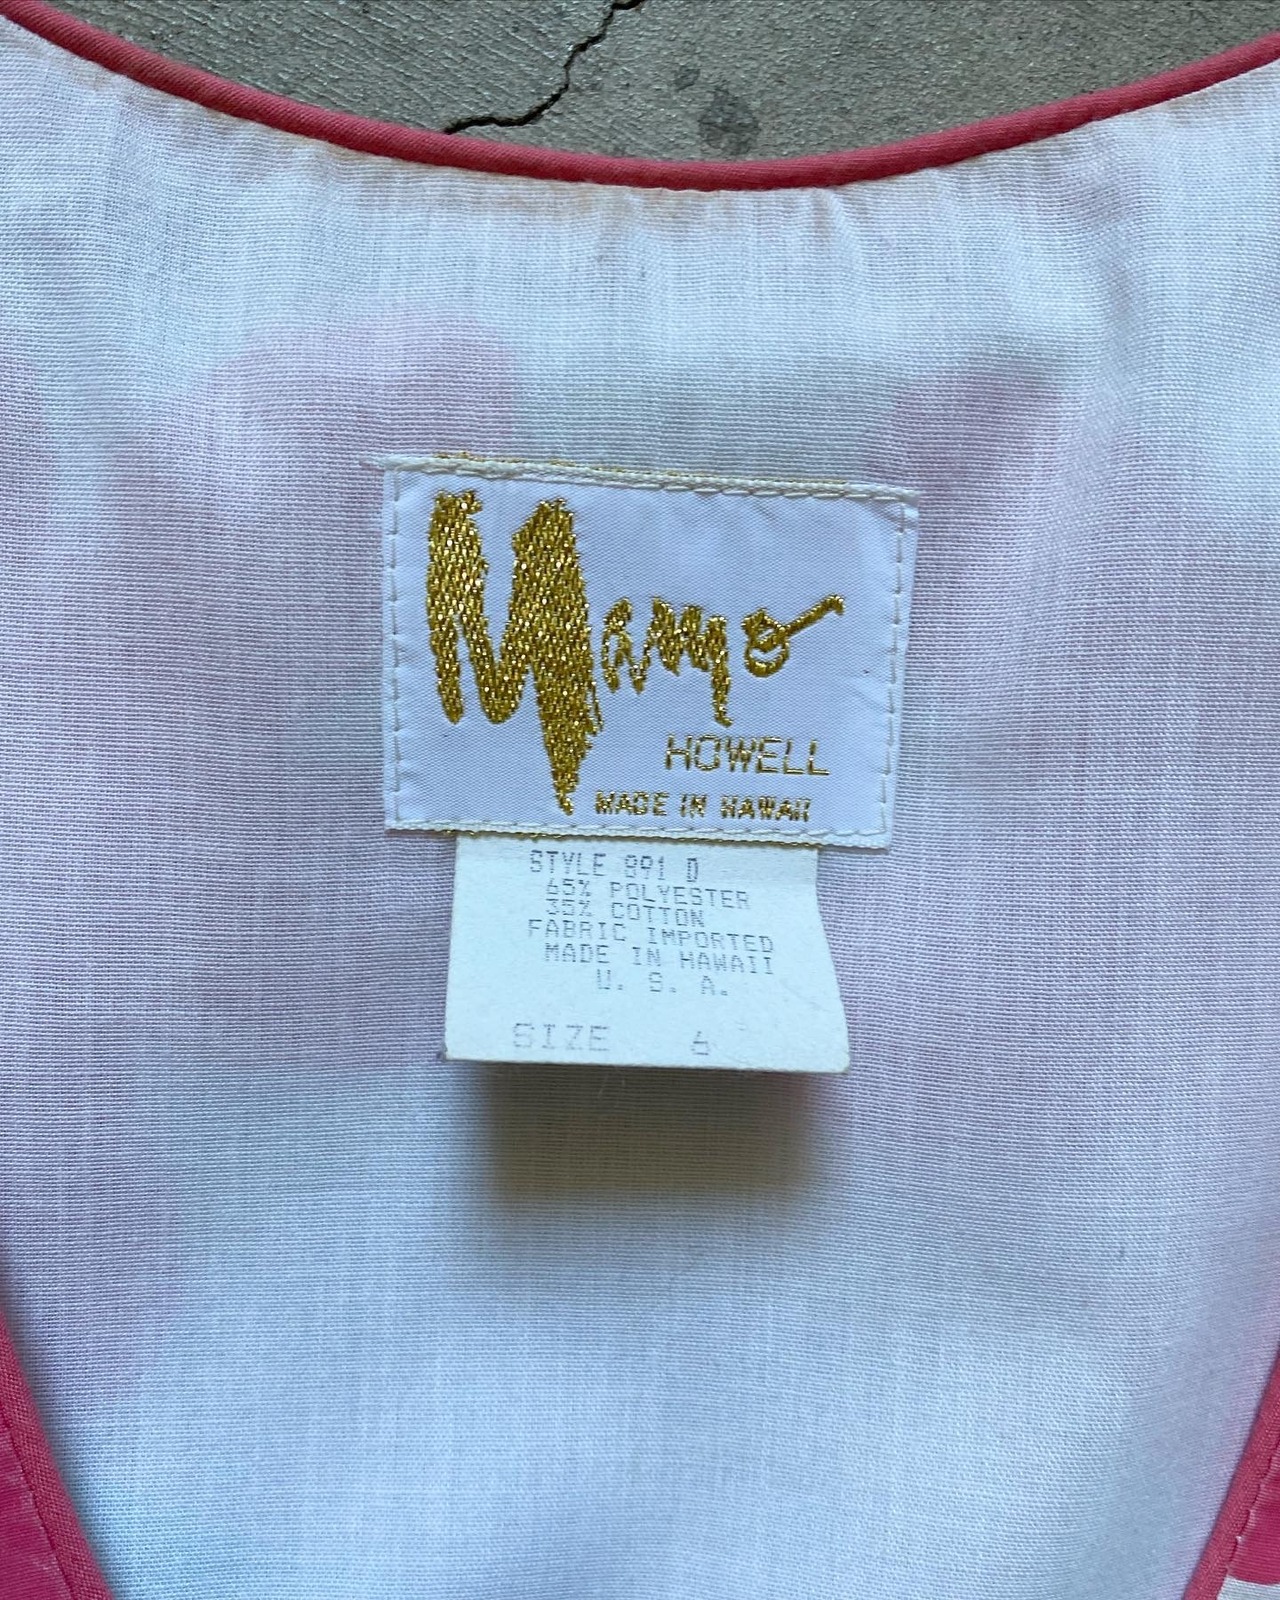 Mamo
HOWELL
MADE IN HAWAII
STYLE 891 D
65% POLYESTER
35% COTTON
FABRIC IMPORTED
MADE IN HAWAII
U. S. A.
SIZE 6